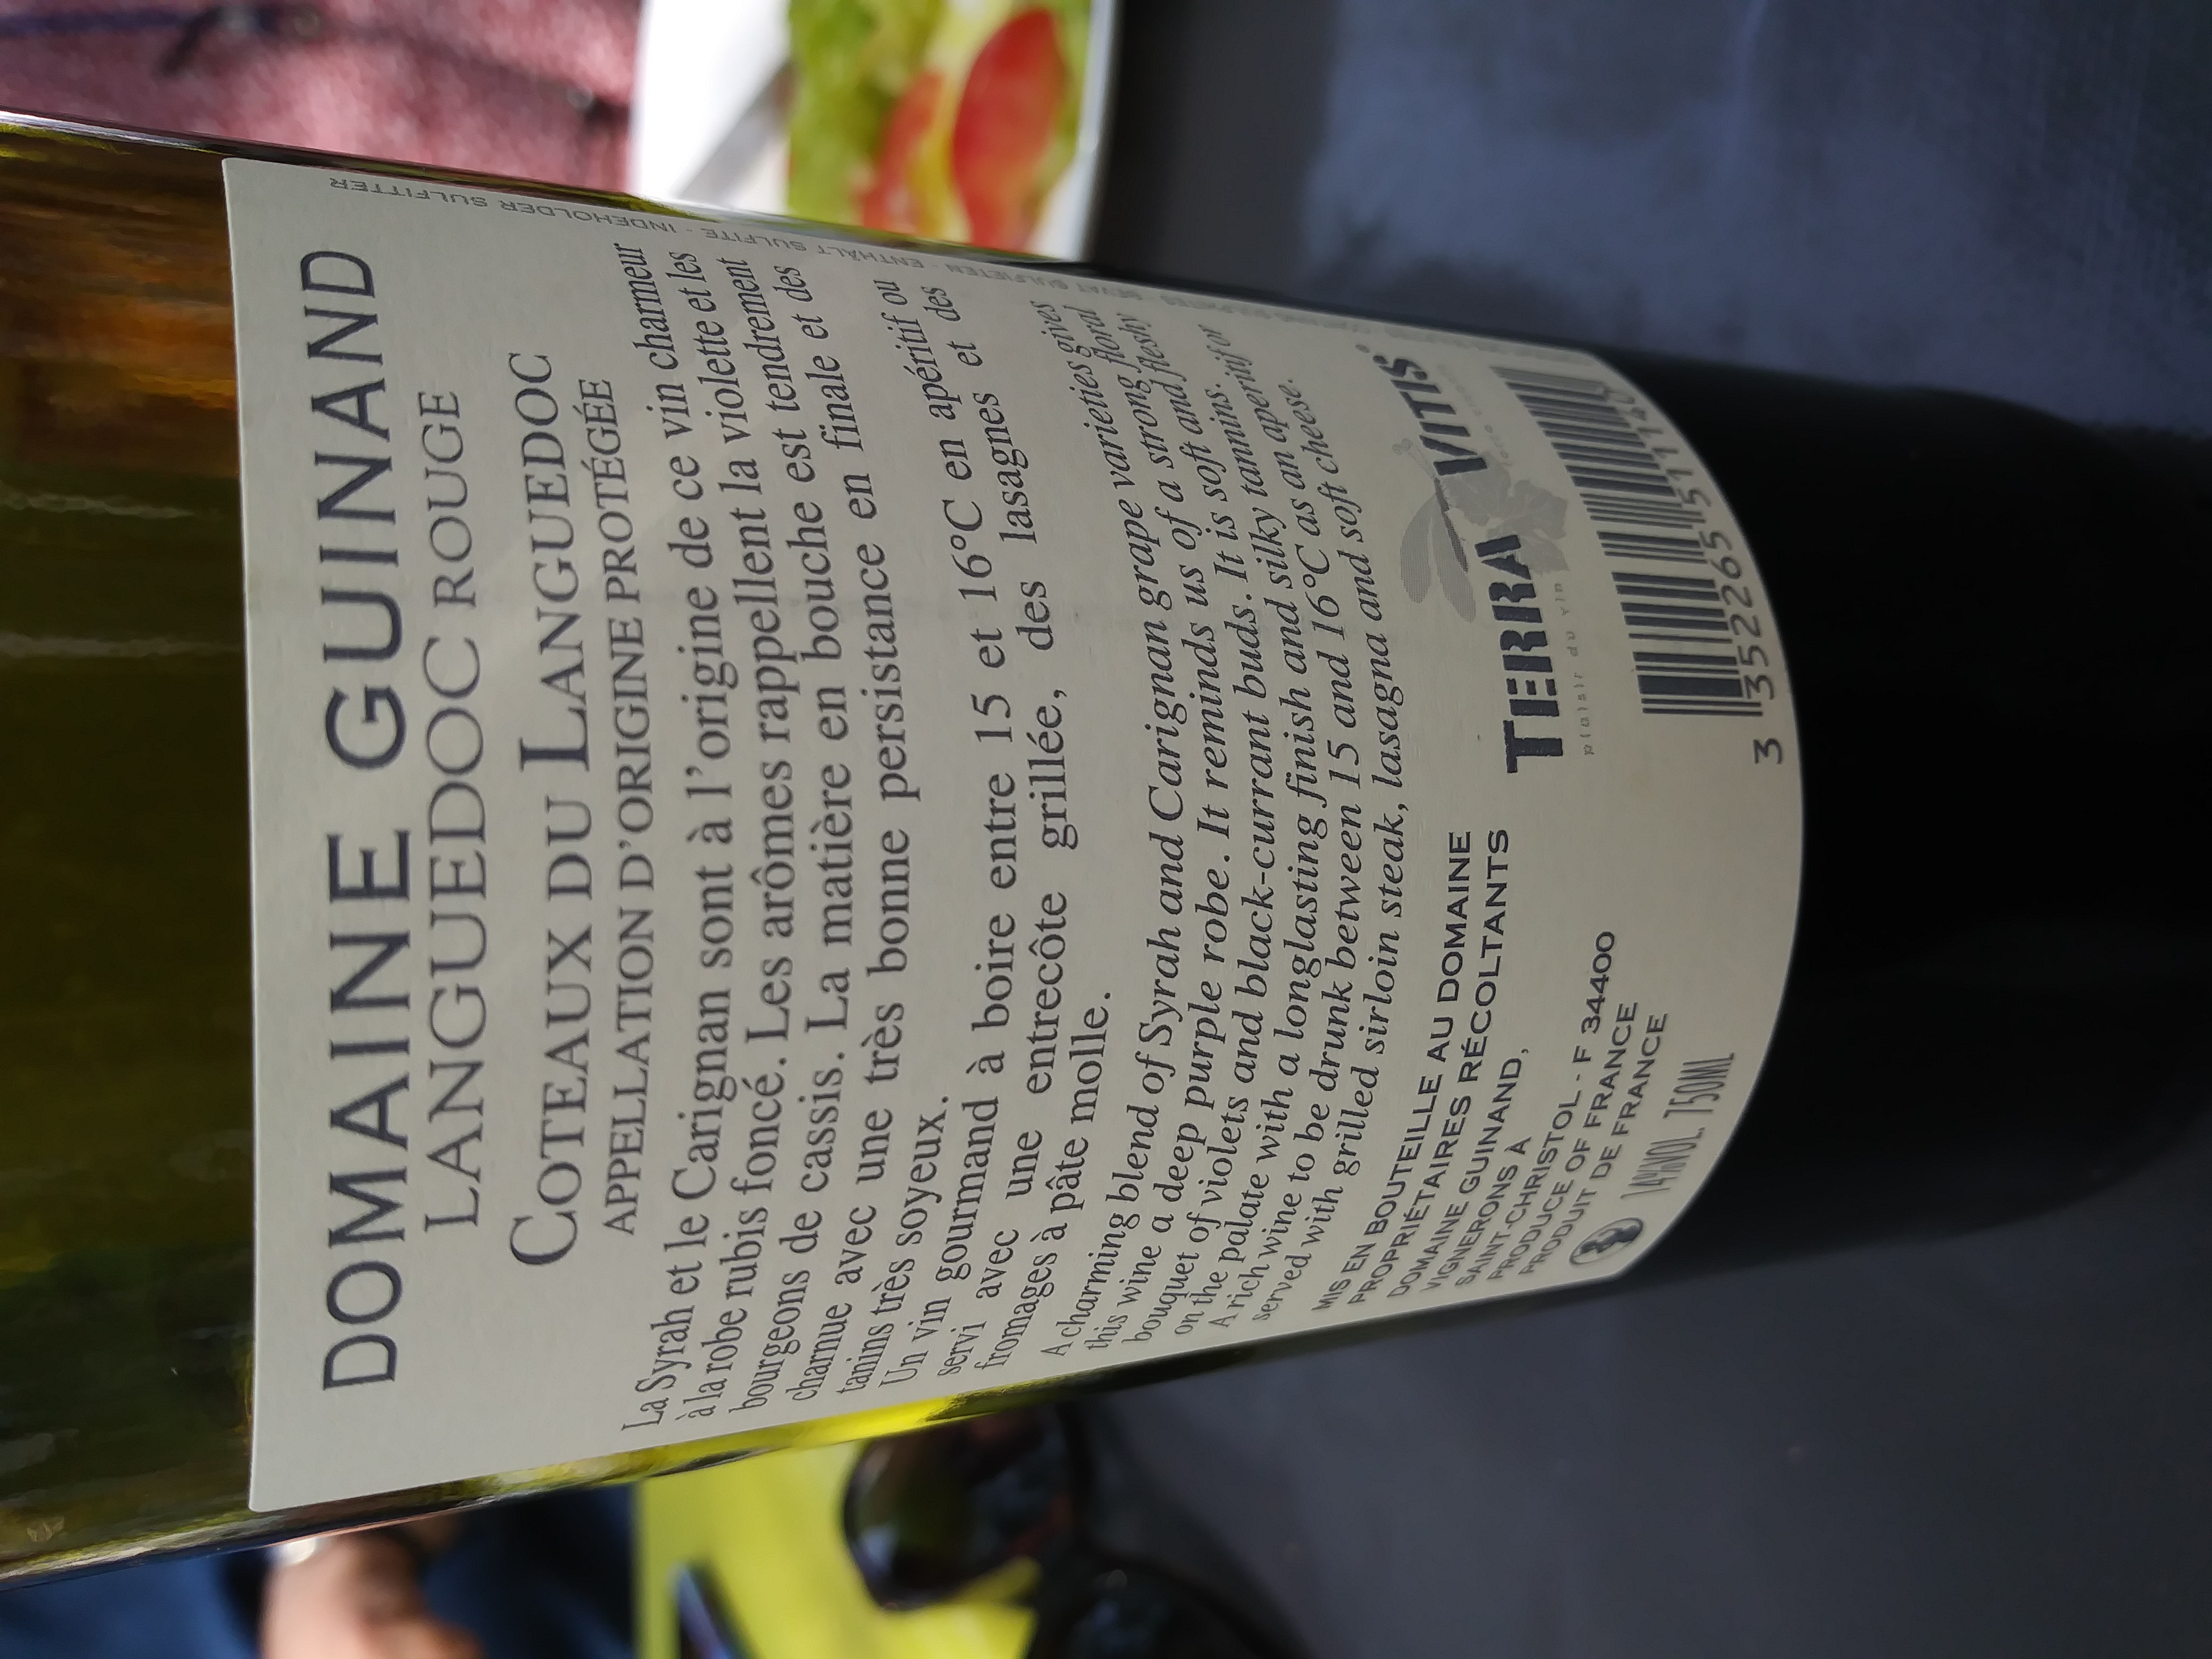 DOMAINE GUINAND
LANGUEDOC ROUGE
COTEAUX DU LANGUEDOC
APPELLATION D'ORIGINE PROTÉGÉE
La Syrah et le Carignan sont à l'origine de ce vin charmeur
à la robe rubis foncé. Les arômes rappellent la violette et les
bourgeons de cassis. La matière en bouche est tendrement
charnue avec une très bonne persistance en finale et des
tanins très soyeux.
Un vin gourmand à boire entre 15 et 16°C en apéritif ou
servi avec une entrecôte grillée, des lasagnes et des
fromages à pâte molle.
A charming blend of Syrah and Carignan grape varieties gives
this wine a deep purple robe. It reminds us of a strong floral
bouquet of violets and black-currant buds. It is soft and fleshy
on the palate with a longlasting finish and silky tannins.
A rich wine to be drunk between 15 and 16°C as an aperitif or
served with grilled sirloin steak, lasagna and soft cheese.
MIS EN BOUTEILLE AU DOMAINE
PROPRIÉTAIRES RÉCOLTANTS
DOMAINE GUINAND,
VIGNERONS À
SAINT-CHRISTOL - F 34400
PRODUCE OF FRANCE
PRODUIT DE FRANCE
14%VOL. 750ML
TERRA VITIS
plaisir du vin
3 352265 511140
ENTHÄLT SULFITE - INDEHOLDER SULFITTER